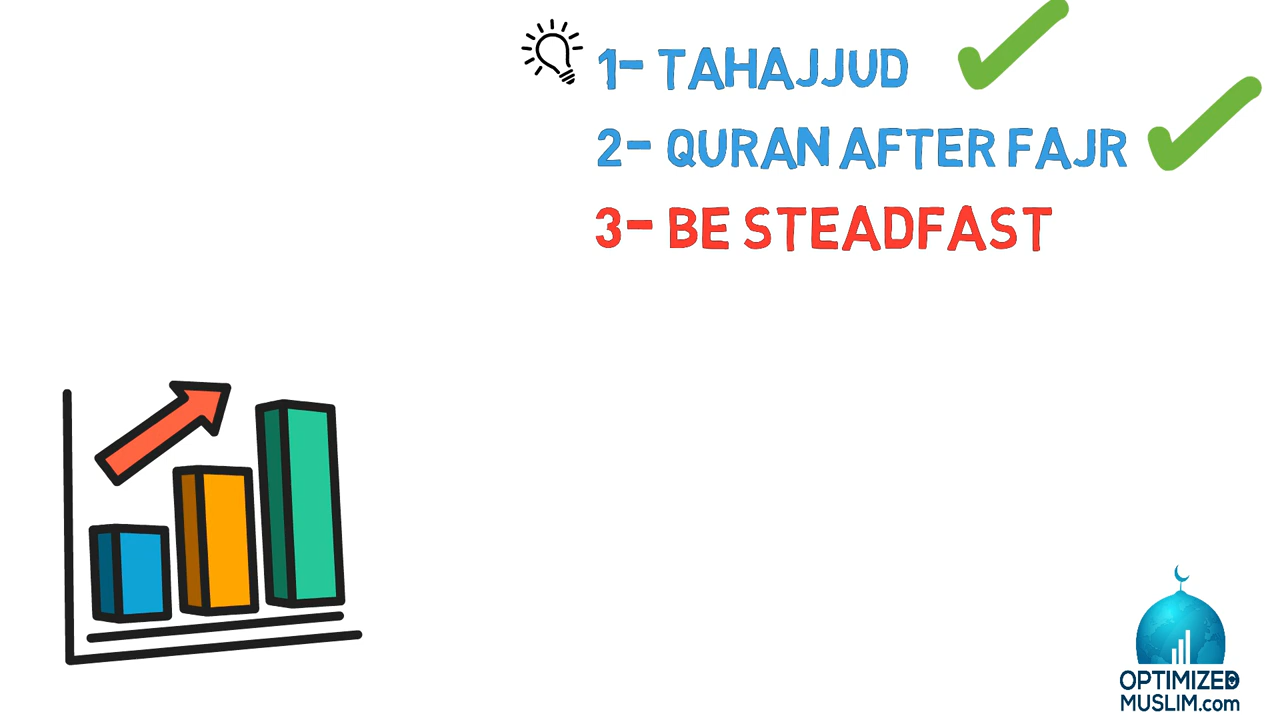 1- TAHAJJUD
2- QURAN AFTER FAJR
3- BE STEADFAST
OPTIMIZED
MUSLIM.com